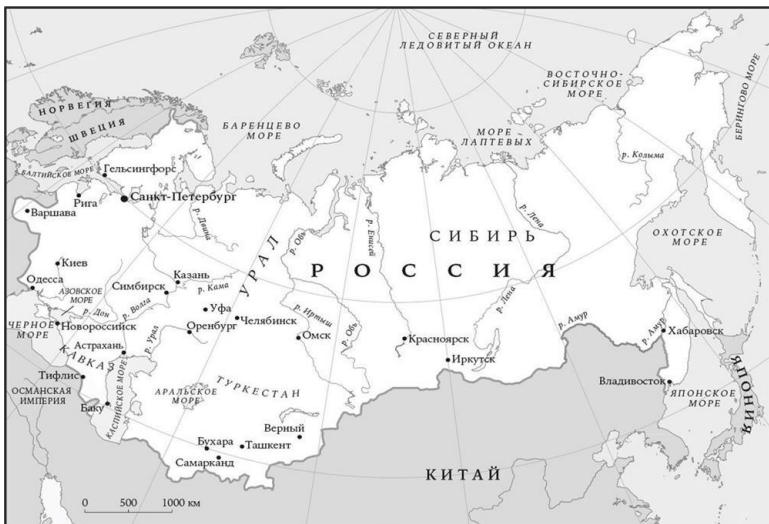 СЕВЕРНЫЙ
ЛЕДОВИТЫЙ ОКЕАН
ВОСТОЧНО-
СИБИРСКОЕ
МОРЕ
БЕРИНГОВО МОРЕ
НОРВЕГИЯ
ШВЕЦИЯ
БАРЕНЦЕВО
МОРЕ
МОРЕ
ЛАПТЕВЫХ
р. Колыма
БАЛТИЙСКОЕ МОРЕ
Гельсингфорс
Рига
Санкт-Петербург
Варшава
р. Двина
р. Обь
р. Енисей
р. Лена
СИБИРЬ
ОХОТСКОЕ
МОРЕ
УРАЛ
РОССИЯ
Киев
Одесса
АЗОВСКОЕ
МОРЕ
Казань
Симбирск
р. Кама
р. Дон
р. Волга
Уфа
Челябинск
р. Иртыш
р. Обь
р. Лена
р. Амур
р. Амур
Хабаровск
ЧЕРНОЕ
МОРЕ
Новороссийск
Оренбург
р. Урал
Омск
Красноярск
Иркутск
Астрахань
КАВКАЗ
Тифлис
ОСМАНСКАЯ
ИМПЕРИЯ
КАСПИЙСКОЕ МОРЕ
Баку
АРАЛЬСКОЕ
МОРЕ
ТУРКЕСТАН
Владивосток
ЯПОНСКОЕ
МОРЕ
ЯПОНИЯ
Верный
Бухара
Ташкент
Самарканд
КИТАЙ
0 500 1000 км